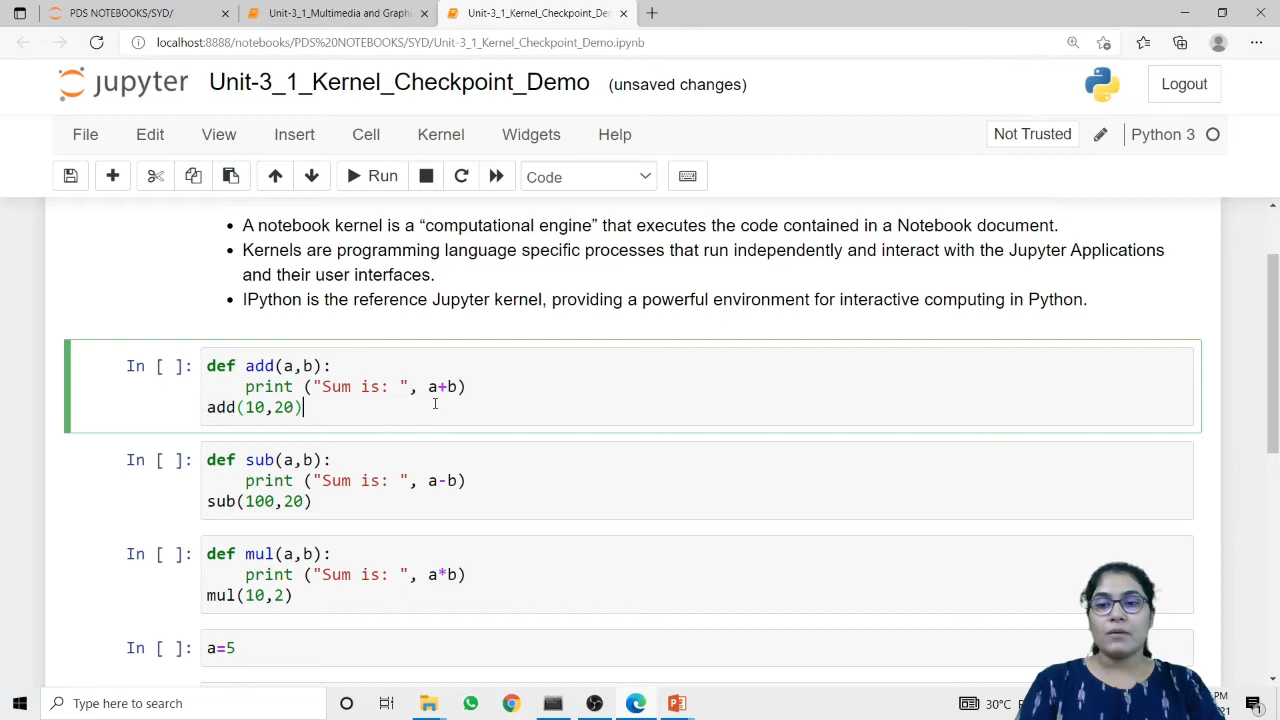 PDS NOTEBOOKS/SYD/
Unit-3_1_Multimedia and Graphi
Unit-3_1_Kernel_Checkpoint_Den
localhost:8888/notebooks/PDS%20NOTEBOOKS/SYD/Unit-3_1_Kernel_Checkpoint_Demo.ipynb
jupyter Unit-3_1_Kernel_Checkpoint_Demo (unsaved changes)
Logout
File Edit View Insert Cell Kernel Widgets Help
Not Trusted
Python 3
Run
Code
• A notebook kernel is a “computational engine” that executes the code contained in a Notebook document.
• Kernels are programming language specific processes that run independently and interact with the Jupyter Applications
and their user interfaces.
• IPython is the reference Jupyter kernel, providing a powerful environment for interactive computing in Python.
In [ ]: def add(a,b):
print ("Sum is: ", a+b)
add(10,20)
In [ ]: def sub(a,b):
print ("Sum is: ", a-b)
sub(100,20)
In [ ]: def mul(a,b):
print ("Sum is: ", a*b)
mul(10,2)
In [ ]: a=5
Type here to search
30°C
PM
21
1